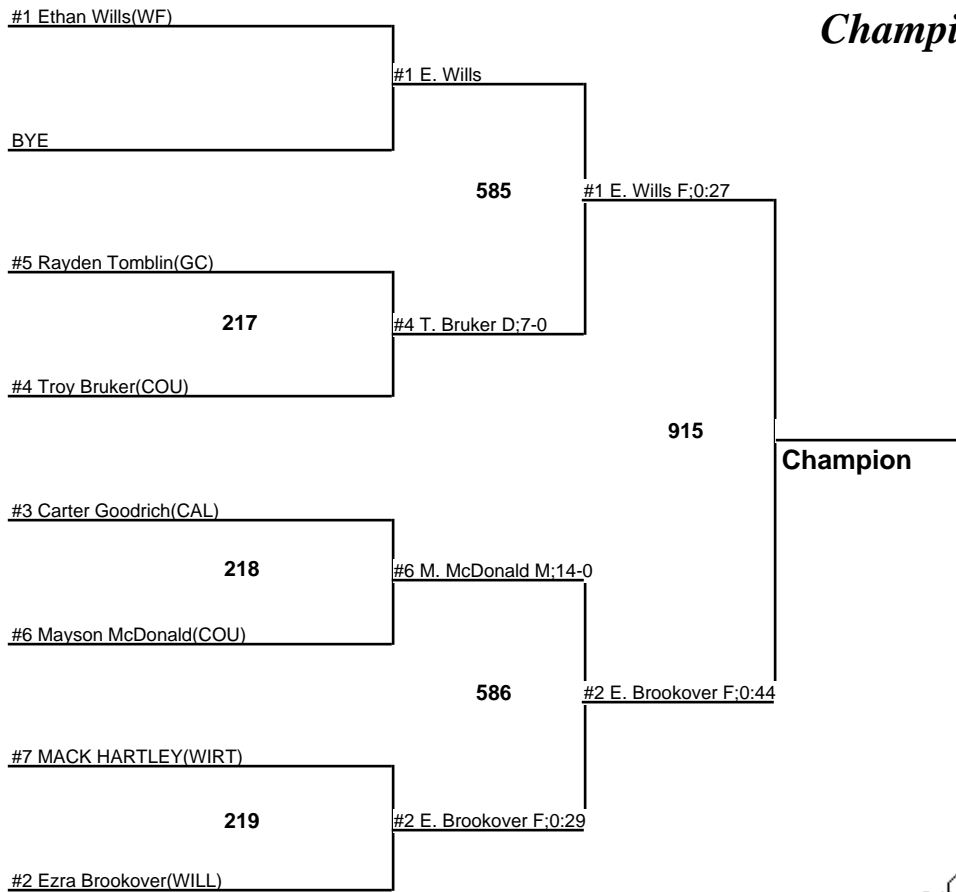 #1 Ethan Wills(WF)
Champi
#1 E. Wills
BYE
585
#1 E. Wills F;0:27
#5 Rayden Tomblin(GC)
217
#4 T. Bruker D;7-0
#4 Troy Bruker(COU)
915
Champion
#3 Carter Goodrich(CAL)
218
#6 M. McDonald M;14-0
#6 Mayson McDonald(COU)
586
#2 E. Brookover F;0:44
#7 MACK HARTLEY(WIRT)
219
#2 E. Brookover F;0:29
#2 Ezra Brookover(WILL)